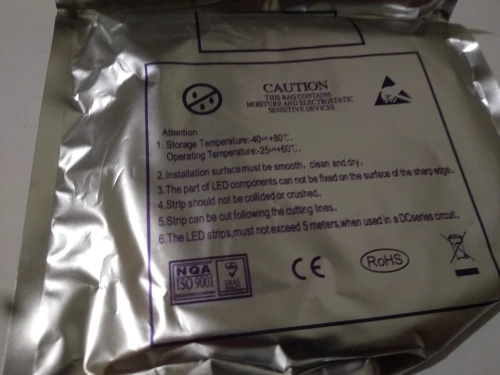 CAUTION
THIS BAG CONTAINS
MOISTURE AND ELECTROSTATIC
SENSITIVE DEVICES
Attention
1. Storage Temperature:-40~+80℃.
Operating Temperature:-25~+60℃.
2.Installation surface must be smooth, clean and dry.
3.The part of LED components can not be fixed on the surface of the sharp edge.
4.Strip should not be collided or crushed.
5.Strip can be cut following the cutting lines.
6.The LED strips,must not exceed 5 meters,when used in a DCseries circuit.
NQA
ISO 9001
UKAS
CE
RoHS